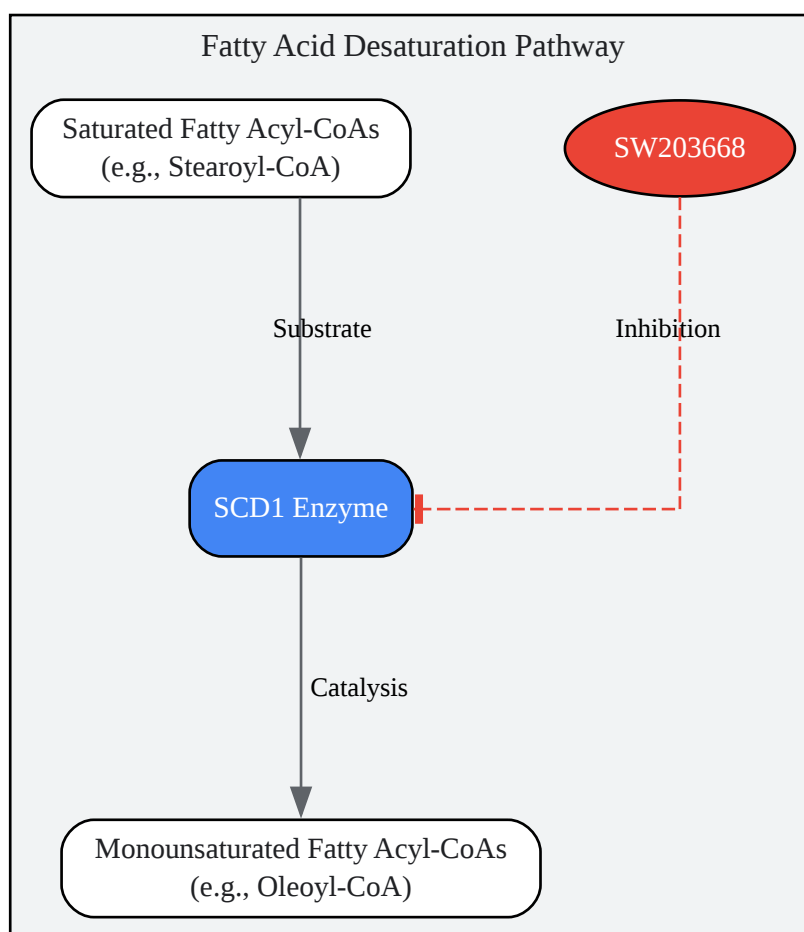 Fatty Acid Desaturation Pathway
Saturated Fatty Acyl-CoAs
(e.g., Stearoyl-CoA)
SW203668
Substrate
Inhibition
SCD1 Enzyme
Catalysis
Monounsaturated Fatty Acyl-CoAs
(e.g., Oleoyl-CoA)